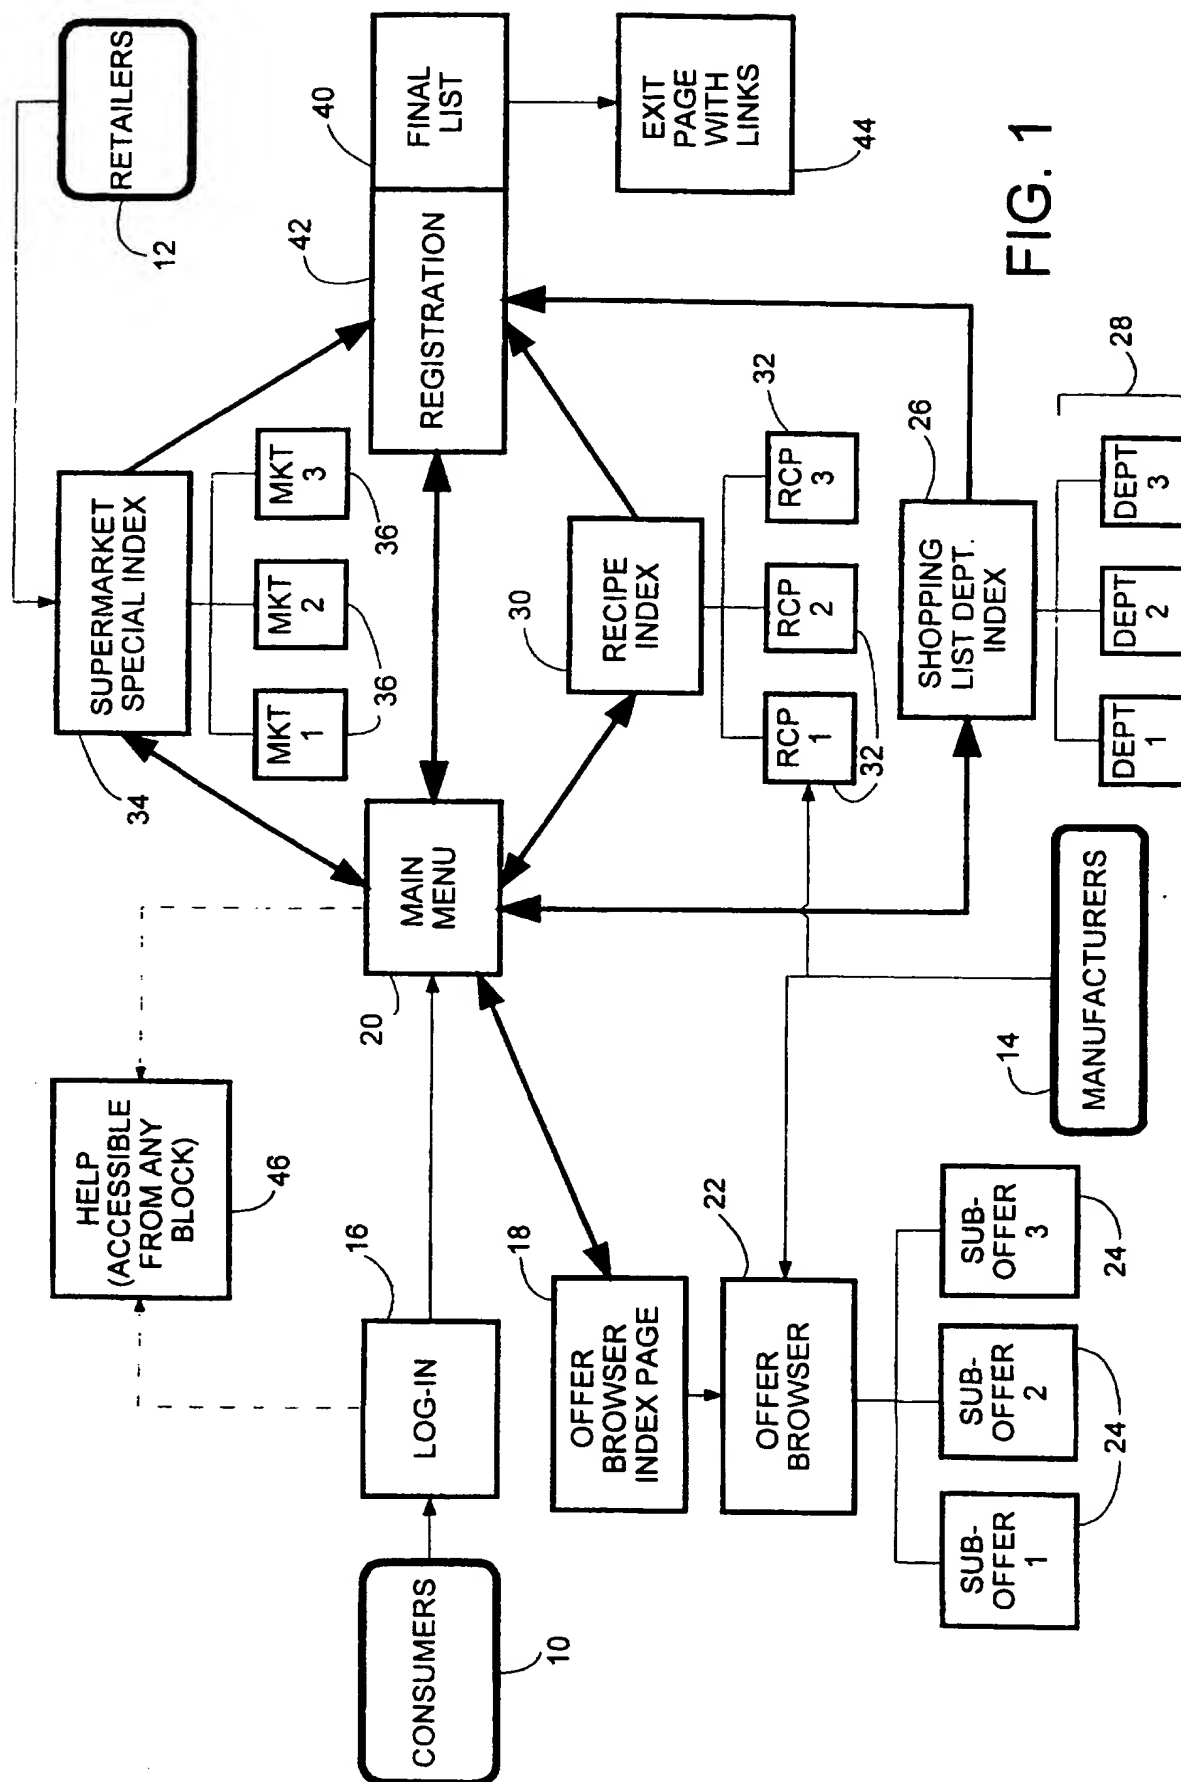 RETAILERS
12
SUPERMARKET
SPECIAL INDEX
34
MKT
1
MKT
2
MKT
3
36
36
HELP
(ACCESSIBLE
FROM ANY
BLOCK)
46
CONSUMERS
10
LOG-IN
16
MAIN
MENU
20
REGISTRATION
42
FINAL
LIST
40
EXIT
PAGE
WITH
LINKS
44
OFFER
BROWSER
INDEX PAGE
18
RECIPE
INDEX
30
OFFER
BROWSER
22
RCP
1
RCP
2
RCP
3
32
32
32
SHOPPING
LIST DEPT.
INDEX
26
SUB-
OFFER
1
SUB-
OFFER
2
SUB-
OFFER
3
24
24
MANUFACTURERS
14
DEPT
1
DEPT
2
DEPT
3
28
FIG. 1